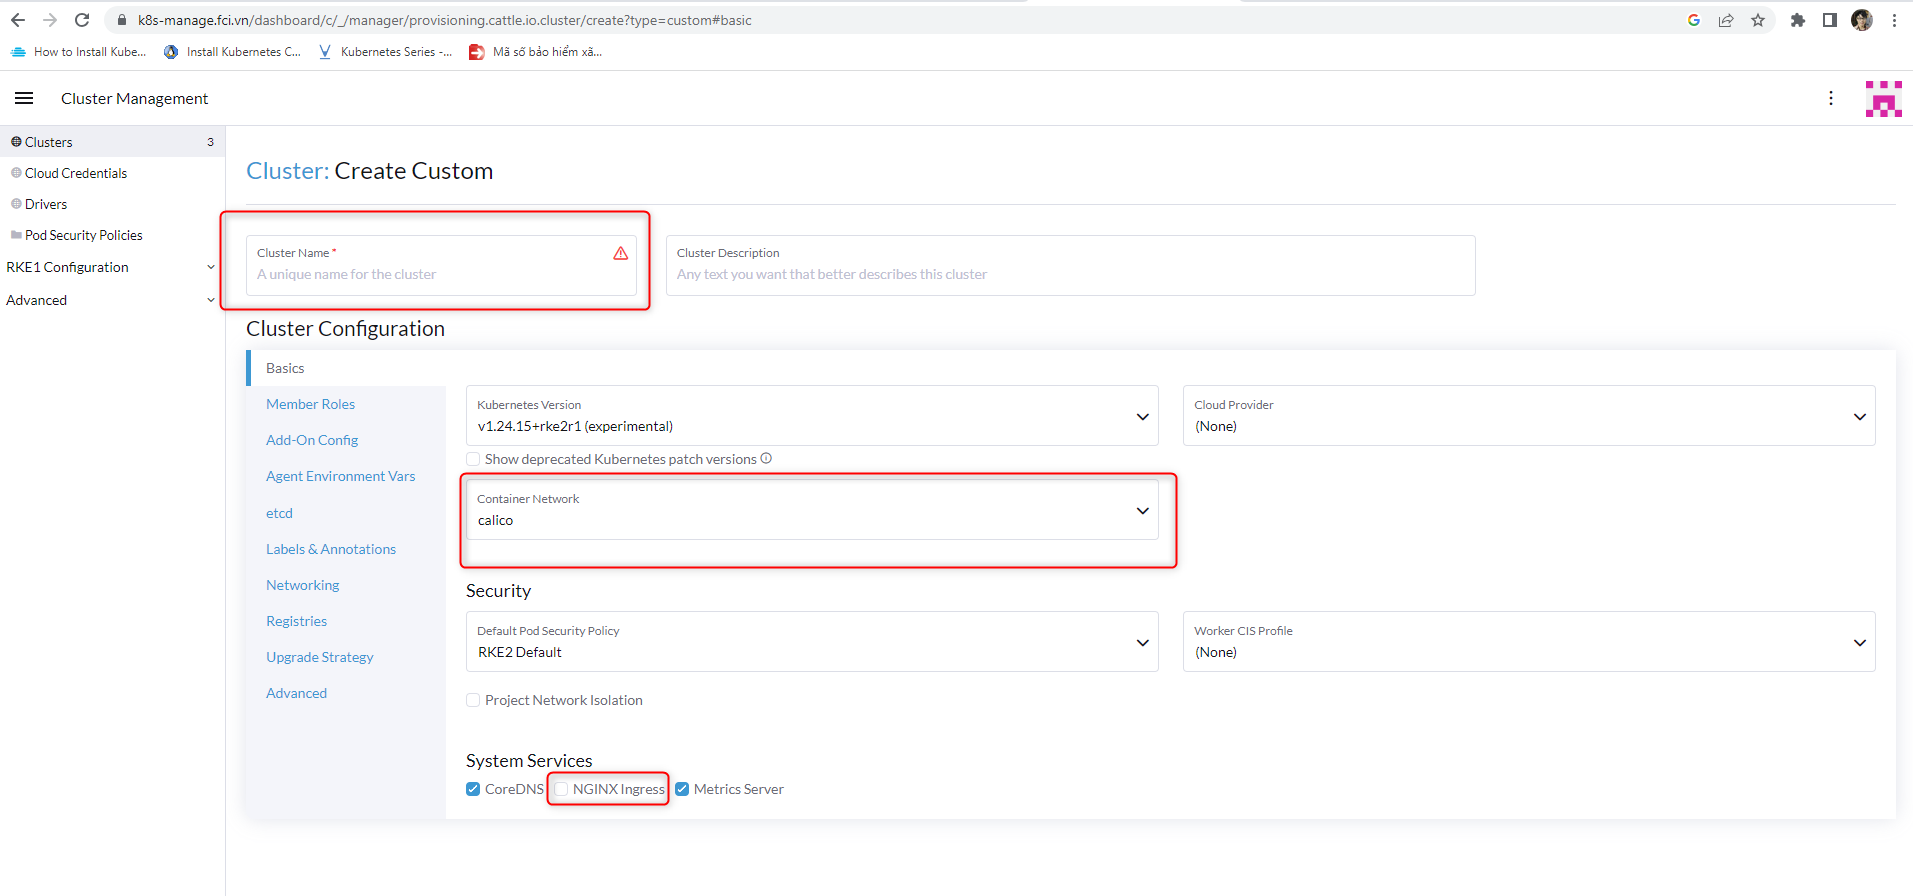 k8s-manage.fci.vn/dashboard/c/_/manager/provisioning.cattle.io.cluster/create?type=custom#basic
How to Install Kube... Install Kubernetes C... Kubernetes Series -... Mã số bảo hiểm xã...
Cluster Management
Clusters 3
Cloud Credentials
Drivers
Pod Security Policies
RKE1 Configuration
Advanced
Cluster: Create Custom
Cluster Name *
A unique name for the cluster
Cluster Description
Any text you want that better describes this cluster
Cluster Configuration
Basics
Member Roles
Add-On Config
Agent Environment Vars
etcd
Labels & Annotations
Networking
Registries
Upgrade Strategy
Advanced
Kubernetes Version
v1.24.15+rke2r1 (experimental)
Cloud Provider
(None)
Show deprecated Kubernetes patch versions
Container Network
calico
Security
Default Pod Security Policy
RKE2 Default
Worker CIS Profile
(None)
Project Network Isolation
System Services
CoreDNS NGINX Ingress Metrics Server